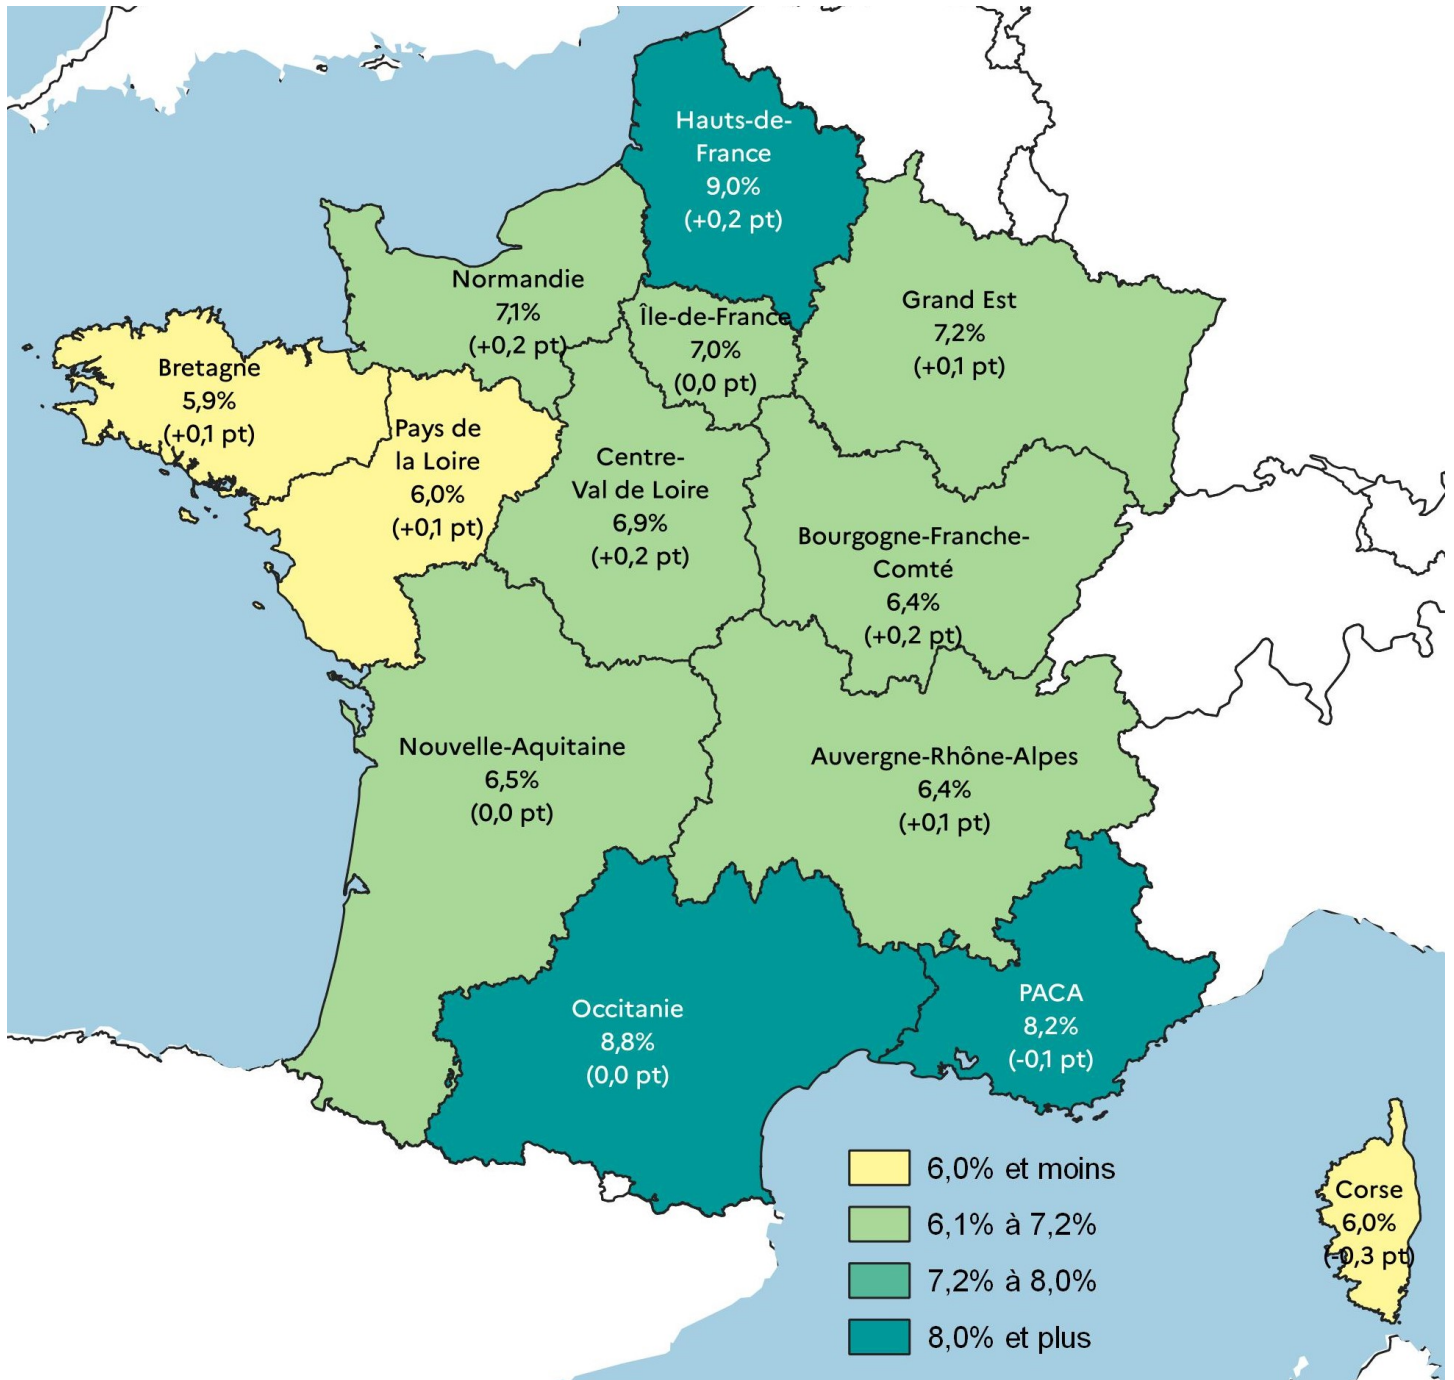 Hauts-de-
France
9,0%
(+0,2 pt)
Normandie
7,1%
(+0,2 pt)
Île-de-France
7,0%
(0,0 pt)
Grand Est
7,2%
(+0,1 pt)
Bretagne
5,9%
(+0,1 pt)
Pays de
la Loire
6,0%
(+0,1 pt)
Centre-
Val de Loire
6,9%
(+0,2 pt)
Bourgogne-Franche-
Comté
6,4%
(+0,2 pt)
Nouvelle-Aquitaine
6,5%
(0,0 pt)
Auvergne-Rhône-Alpes
6,4%
(+0,1 pt)
Occitanie
8,8%
(0,0 pt)
PACA
8,2%
(-0,1 pt)
Corse
6,0%
(-0,3 pt)
6,0% et moins
6,1% à 7,2%
7,2% à 8,0%
8,0% et plus